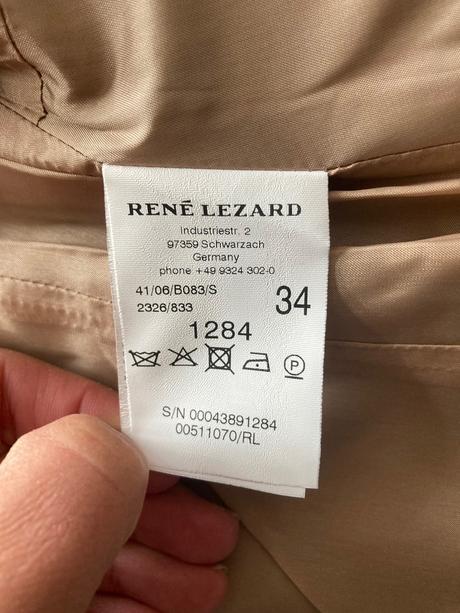 RENÉ LEZARD
Industriestr. 2
97359 Schwarzach
Germany
phone +49 9324 302-0
41/06/B083/S
2326/833
34
1284
P
S/N 00043891284
00511070/RL